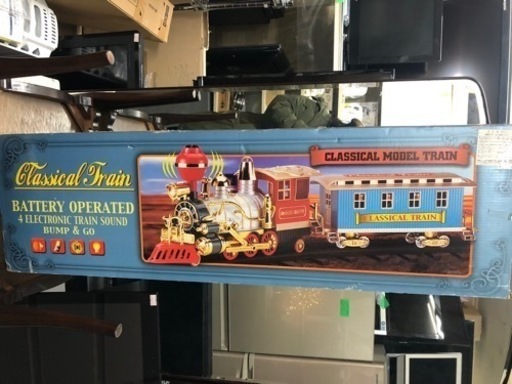 Classical Train
BATTERY OPERATED
4 ELECTRONIC TRAIN SOUND
BUMP & GO
CLASSICAL MODEL TRAIN
CLASSICAL TRAIN